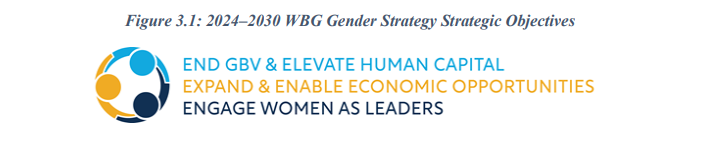 Figure 3.1: 2024–2030 WBG Gender Strategy Strategic Objectives
END GBV & ELEVATE HUMAN CAPITAL
EXPAND & ENABLE ECONOMIC OPPORTUNITIES
ENGAGE WOMEN AS LEADERS